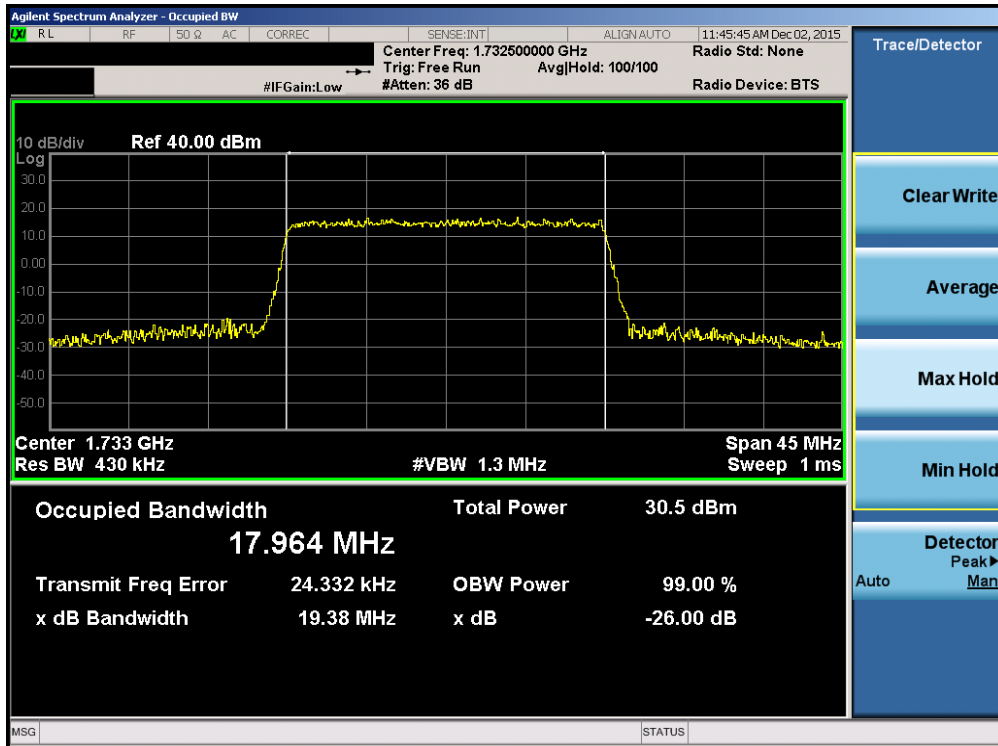 Agilent Spectrum Analyzer - Occupied BW
LXI RL RF 50 Ω AC CORREC SENSE:INT ALIGN AUTO 11:45:45 AM Dec 02, 2015
Center Freq: 1.732500000 GHz Radio Std: None
Trig: Free Run Avg|Hold: 100/100
#IFGain:Low #Atten: 36 dB Radio Device: BTS
10 dB/div Ref 40.00 dBm
Log
30.0
20.0
10.0
0.00
-10.0
-20.0
-30.0
-40.0
-50.0
Center 1.733 GHz Span 45 MHz
Res BW 430 kHz #VBW 1.3 MHz Sweep 1 ms
Occupied Bandwidth Total Power 30.5 dBm
17.964 MHz
Transmit Freq Error 24.332 kHz OBW Power 99.00 %
x dB Bandwidth 19.38 MHz x dB -26.00 dB
Trace/Detector
Clear Write
Average
Max Hold
Min Hold
Detector
Peak▶
Auto Man
MSG STATUS